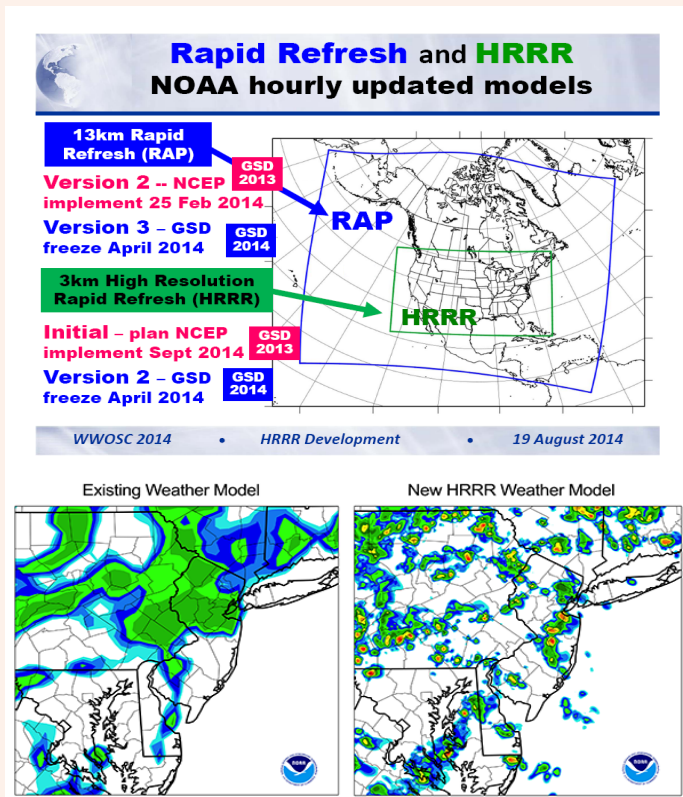 Rapid Refresh and HRRR
NOAA hourly updated models
13km Rapid
Refresh (RAP)
GSD
2013
Version 2 -- NCEP
implement 25 Feb 2014
Version 3 – GSD
freeze April 2014
GSD
2014
RAP
3km High Resolution
Rapid Refresh (HRRR)
HRRR
Initial – plan NCEP
implement Sept 2014
GSD
2013
Version 2 – GSD
freeze April 2014
GSD
2014
WWOSC 2014 • HRRR Development • 19 August 2014
Existing Weather Model
New HRRR Weather Model
NOAA
NOAA